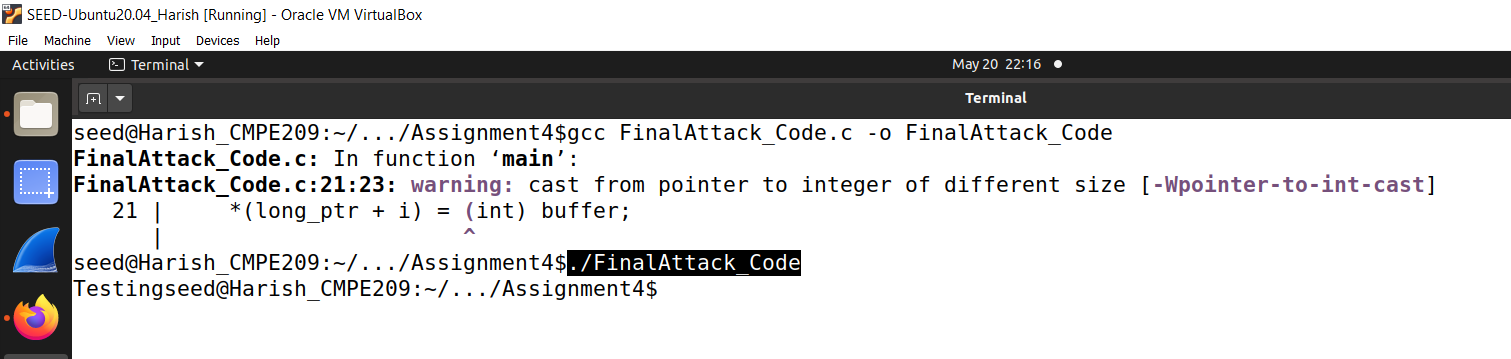 SEED-Ubuntu20.04_Harish [Running] - Oracle VM VirtualBox
File Machine View Input Devices Help
Activities Terminal May 20 22:16
Terminal
seed@Harish_CMPE209:~/.../Assignment4$gcc FinalAttack_Code.c -o FinalAttack_Code
FinalAttack_Code.c: In function ‘main’:
FinalAttack_Code.c:21:23: warning: cast from pointer to integer of different size [-Wpointer-to-int-cast]
   21 |     *(long_ptr + i) = (int) buffer;
      |                       ^
seed@Harish_CMPE209:~/.../Assignment4$./FinalAttack_Code
Testingseed@Harish_CMPE209:~/.../Assignment4$